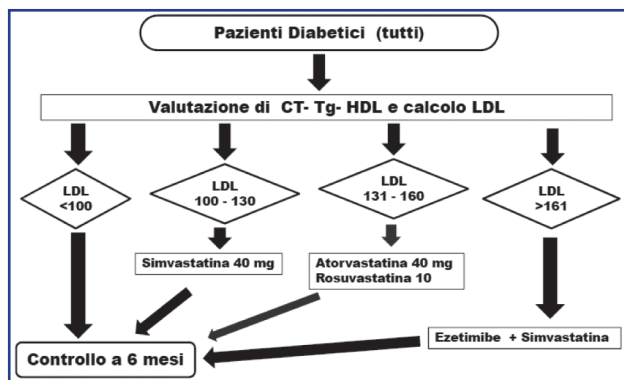 Pazienti Diabetici (tutti)
Valutazione di CT- Tg- HDL e calcolo LDL
LDL
<100
LDL
100 - 130
LDL
131 - 160
LDL
>161
Simvastatina 40 mg
Atorvastatina 40 mg
Rosuvastatina 10
Ezetimibe + Simvastatina
Controllo a 6 mesi